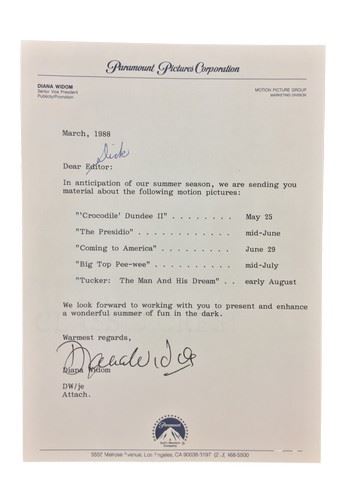 Paramount Pictures Corporation
DIANA WIDOM
Senior Vice President
Publicity/Promotion
MOTION PICTURE GROUP
MARKETING DIVISION
March, 1988
Dick
Dear Editor:
In anticipation of our summer season, we are sending you
material about the following motion pictures:
"'Crocodile' Dundee II" . . . . . . . . May 25
"The Presidio" . . . . . . . . . . . . mid-June
"Coming to America" . . . . . . . . . . June 29
"Big Top Pee-wee" . . . . . . . . . . . mid-July
"Tucker: The Man And His Dream" . . early August
We look forward to working with you to present and enhance
a wonderful summer of fun in the dark.
Warmest regards,
Diana Widom
Diana Widom
DW/je
Attach.
Paramount
A Gulf+Western Company
5555 Melrose Avenue, Los Angeles, CA 90038-3197